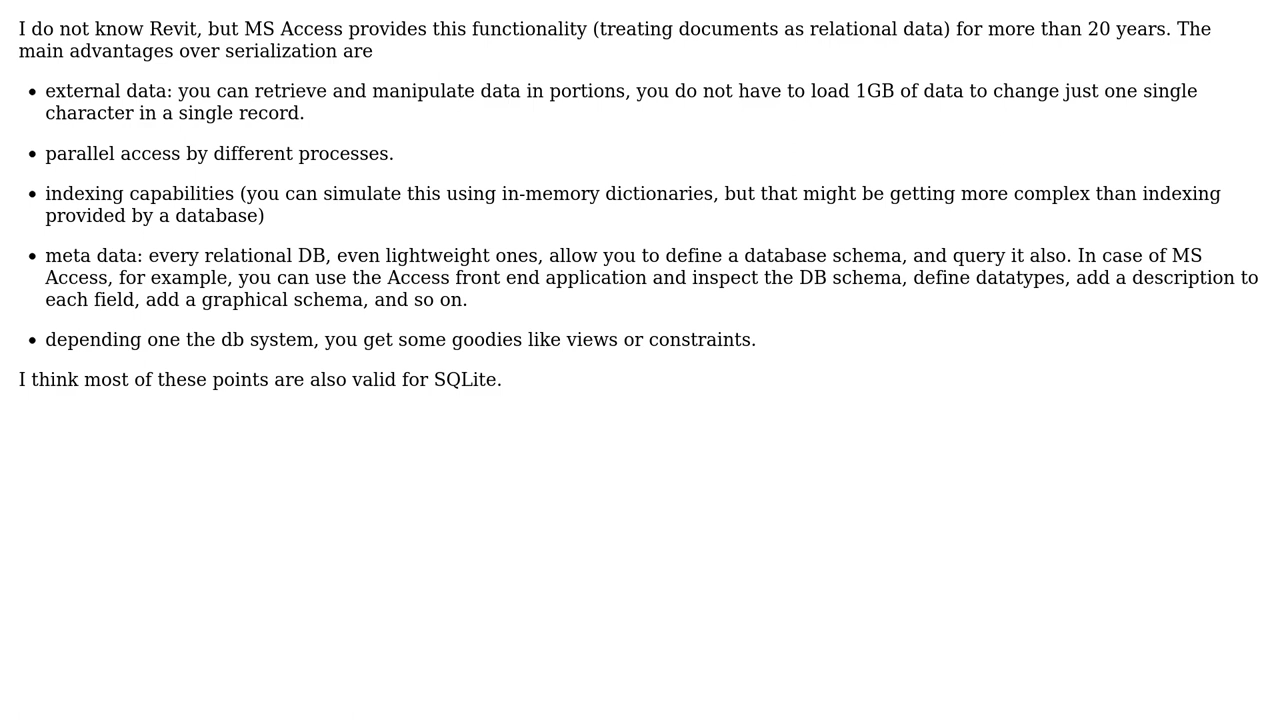 I do not know Revit, but MS Access provides this functionality (treating documents as relational data) for more than 20 years. The
main advantages over serialization are
• external data: you can retrieve and manipulate data in portions, you do not have to load 1GB of data to change just one single
character in a single record.
• parallel access by different processes.
• indexing capabilities (you can simulate this using in-memory dictionaries, but that might be getting more complex than indexing
provided by a database)
• meta data: every relational DB, even lightweight ones, allow you to define a database schema, and query it also. In case of MS
Access, for example, you can use the Access front end application and inspect the DB schema, define datatypes, add a description to
each field, add a graphical schema, and so on.
• depending one the db system, you get some goodies like views or constraints.
I think most of these points are also valid for SQLite.